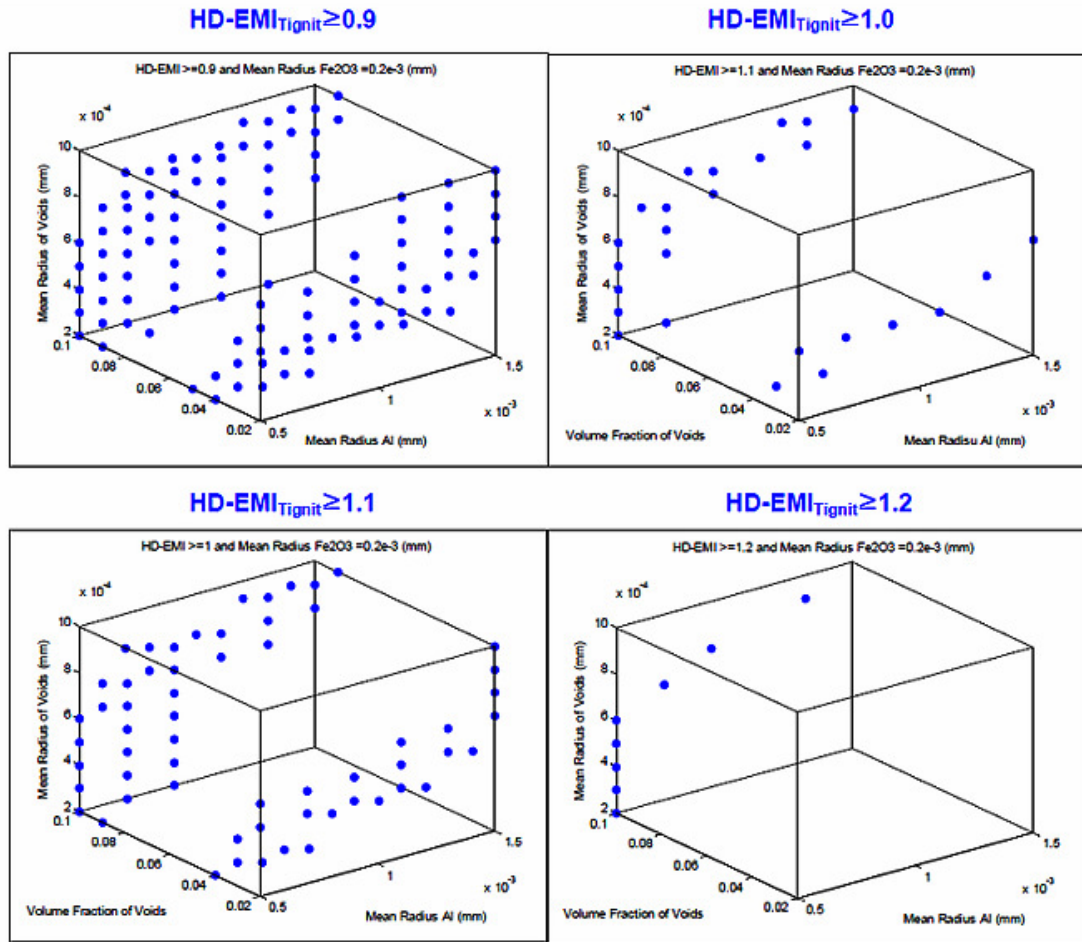 HD-EMITignit≥0.9
HD-EMI >=0.9 and Mean Radius Fe2O3 =0.2e-3 (mm)
x 10-4
10
8
6
4
2
Mean Radius of Voids (mm)
0.1
0.08
0.06
0.04
0.02
0.5
1
1.5
x 10-3
Mean Radius Al (mm)
HD-EMITignit≥1.0
HD-EMI >=1.1 and Mean Radius Fe2O3 =0.2e-3 (mm)
x 10-4
10
8
6
4
2
Mean Radius of Voids (mm)
0.1
0.08
0.06
0.04
0.02
0.5
1
1.5
x 10-3
Volume Fraction of Voids
Mean Radisu Al (mm)
HD-EMITignit≥1.1
HD-EMI >=1 and Mean Radius Fe2O3 =0.2e-3 (mm)
x 10-4
10
8
6
4
2
Mean Radius of Voids (mm)
0.1
0.08
0.06
0.04
0.02
0.5
1
1.5
x 10-3
Volume Fraction of Voids
Mean Radius Al (mm)
HD-EMITignit≥1.2
HD-EMI >=1.2 and Mean Radius Fe2O3 =0.2e-3 (mm)
x 10-4
10
8
6
4
2
Mean Radius of Voids (mm)
0.1
0.08
0.06
0.04
0.02
0.5
1
1.5
x 10-3
Volume Fraction of Voids
Mean Radius Al (mm)